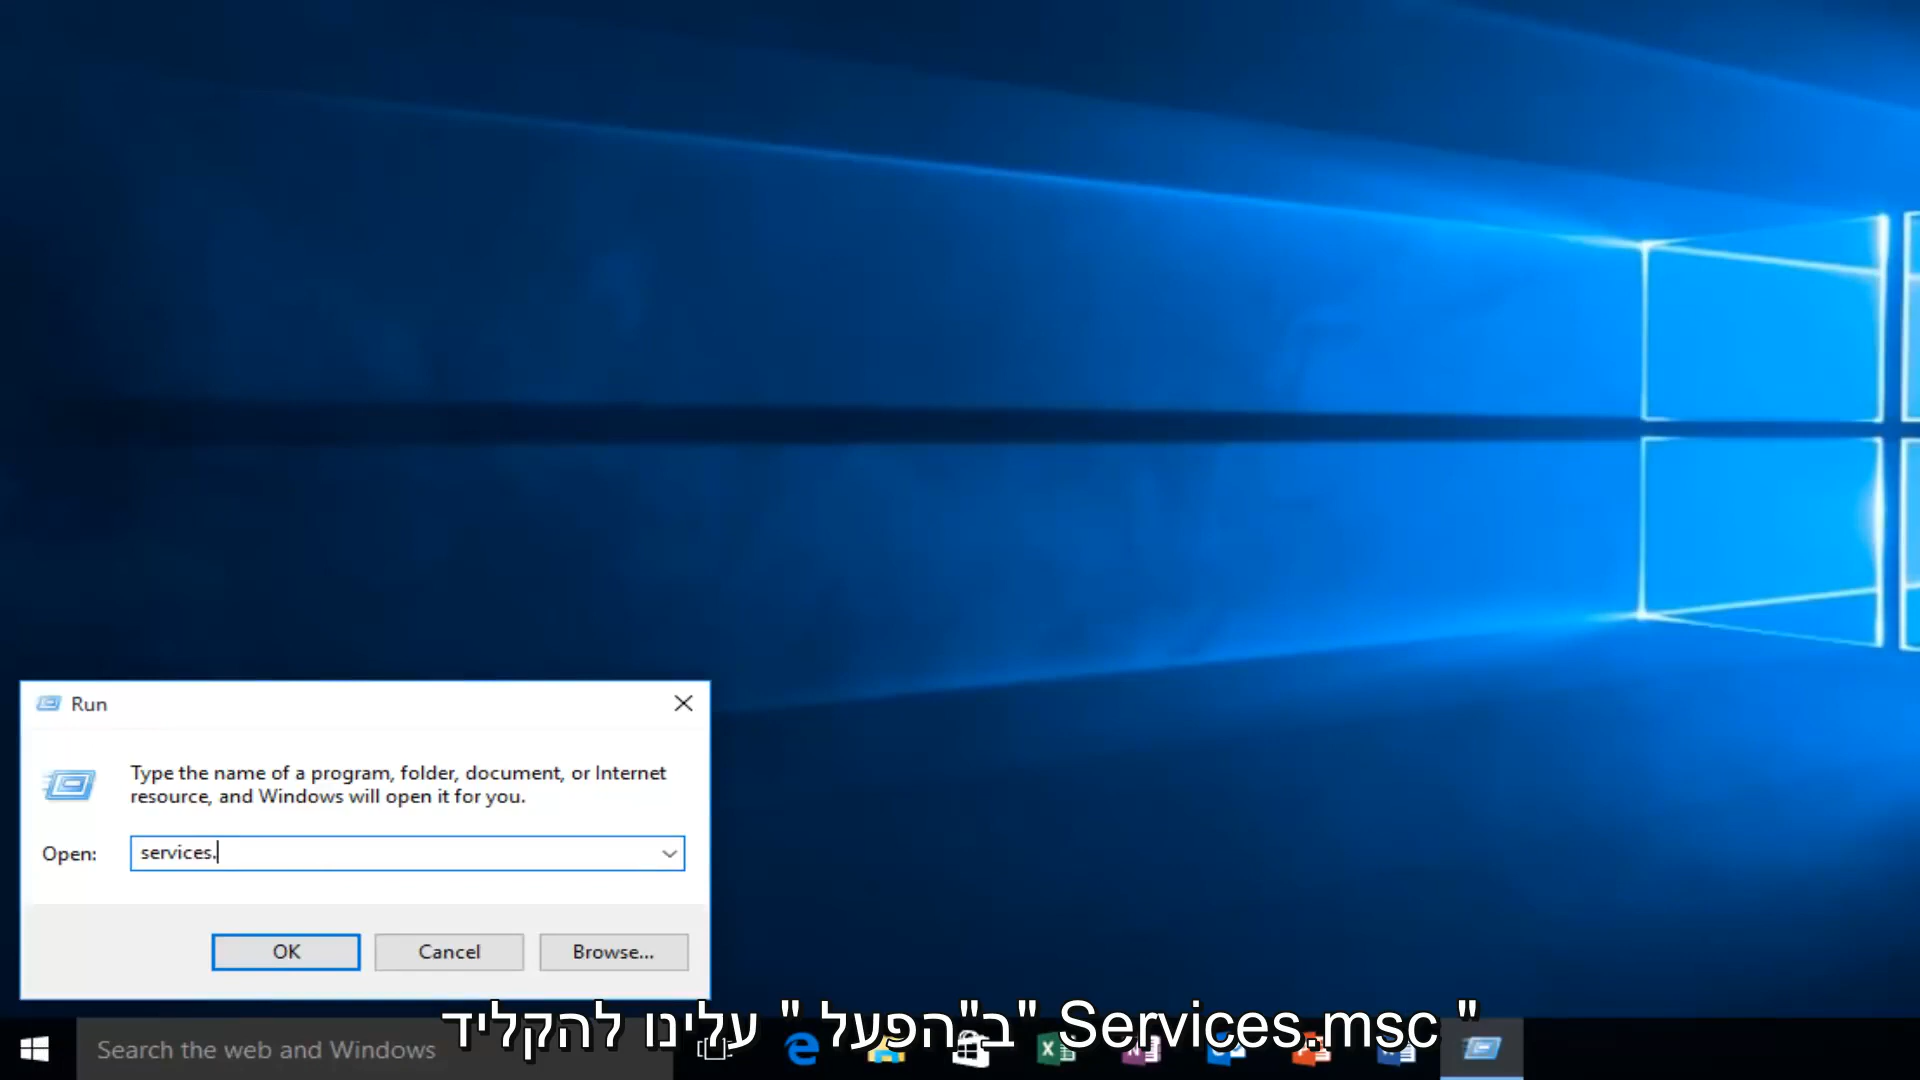 Run
Type the name of a program, folder, document, or Internet
resource, and Windows will open it for you.
Open:
services.
OK
Cancel
Browse...
ב"הפעל " עלינו להקליד" Services.msc "
Search the web and Windows